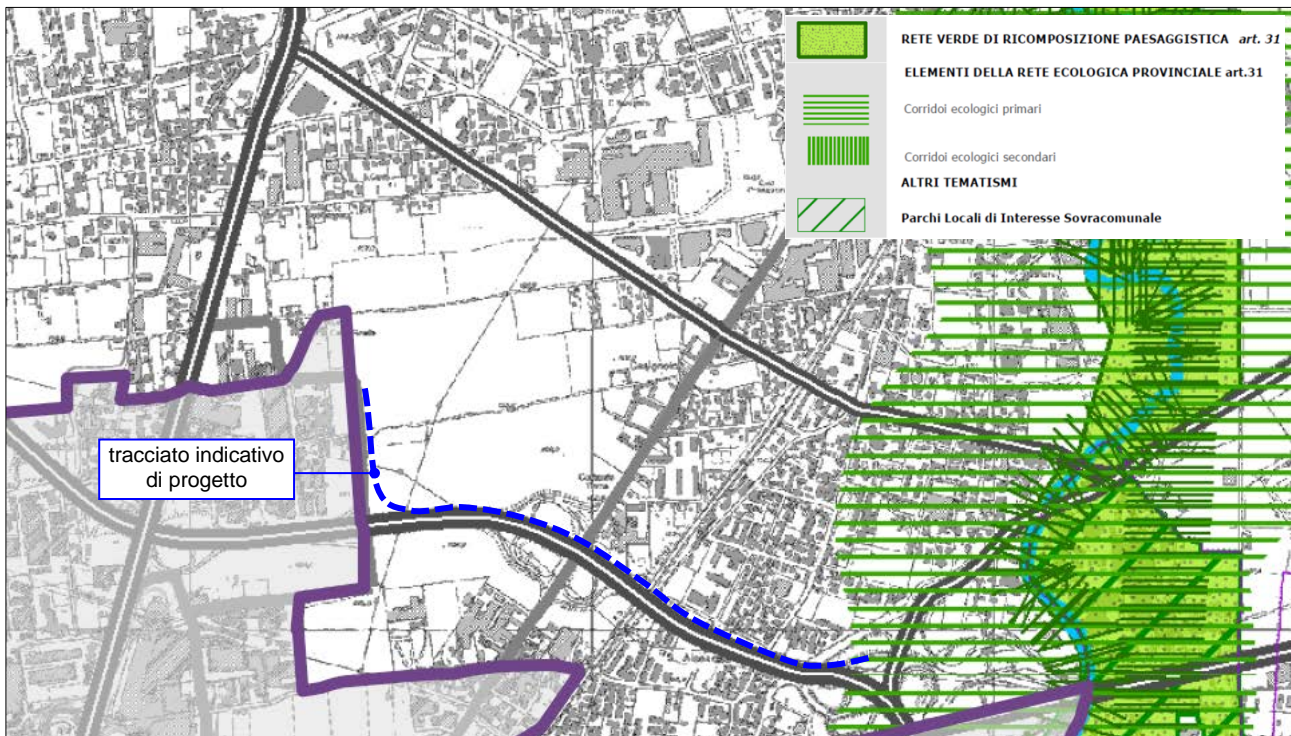 RETE VERDE DI RICOMPOSIZIONE PAESAGGISTICA art. 31
ELEMENTI DELLA RETE ECOLOGICA PROVINCIALE art.31
Corridoi ecologici primari
Corridoi ecologici secondari
ALTRI TEMATISMI
Parchi Locali di Interesse Sovracomunale
tracciato indicativo
di progetto